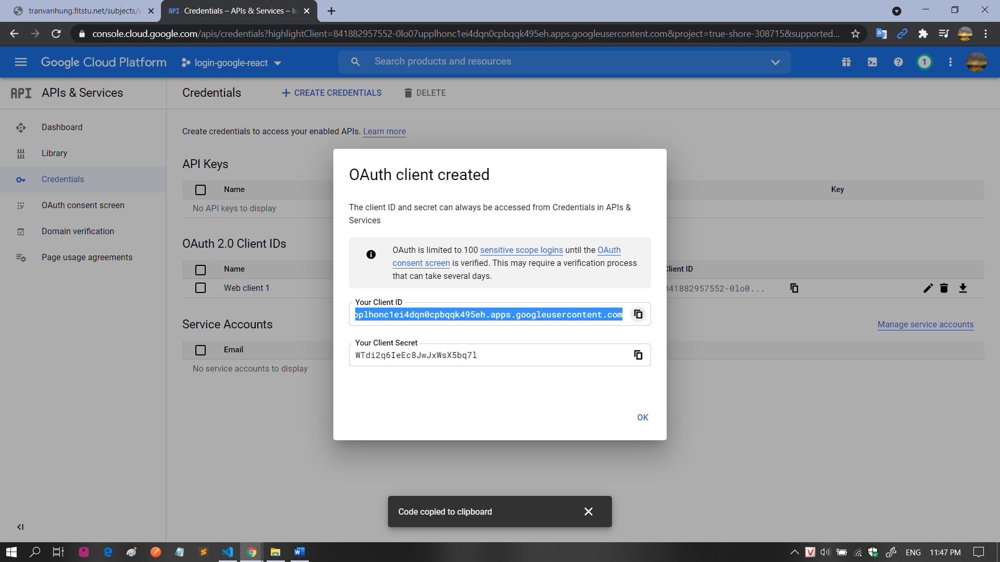 tranvanhung.fitstu.net/subjects/x
API Credentials – APIs & Services – lo
console.cloud.google.com/apis/credentials?highlightClient=841882957552-0lo07upplhonc1ei4dqn0cpbqqk495eh.apps.googleusercontent.com&project=true-shore-308715&supported...
Google Cloud Platform
login-google-react
Search products and resources
1
API APIs & Services
Credentials
CREATE CREDENTIALS
DELETE
Dashboard
Library
Credentials
OAuth consent screen
Domain verification
Page usage agreements
Create credentials to access your enabled APIs. Learn more
API Keys
Name
Key
No API keys to display
OAuth 2.0 Client IDs
Name
Client ID
Web client 1
841882957552-0lo0...
Service Accounts
Manage service accounts
Email
No service accounts to display
OAuth client created
The client ID and secret can always be accessed from Credentials in APIs &
Services
OAuth is limited to 100 sensitive scope logins until the OAuth
consent screen is verified. This may require a verification process
that can take several days.
Your Client ID
pplhonc1ei4dqn0cpbqqk495eh.apps.googleusercontent.com
Your Client Secret
WTdi2q6IeEc8JwJxWsX5bq7l
OK
Code copied to clipboard
ENG
11:47 PM